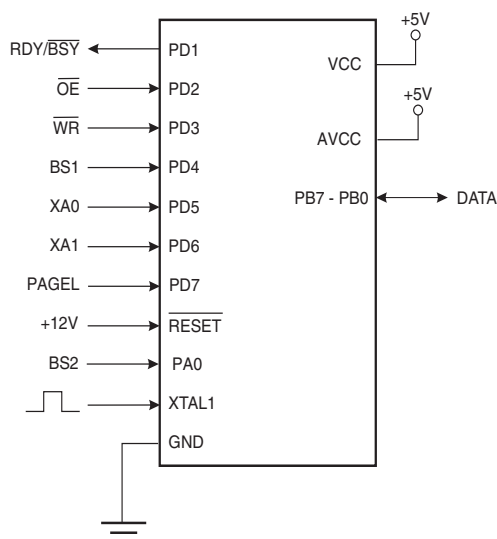 +5V
RDY/BSY PD1
VCC
OE PD2
+5V
WR PD3
AVCC
BS1 PD4
XA0 PD5 PB7 - PB0 DATA
XA1 PD6
PAGEL PD7
+12V RESET
BS2 PA0
XTAL1
GND